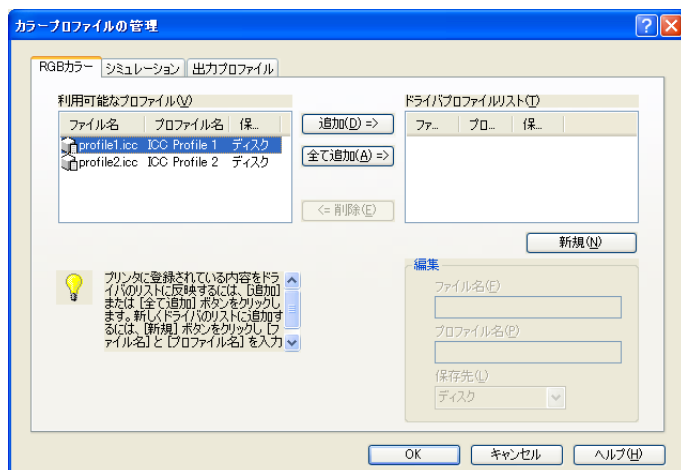 カラープロファイルの管理
RGBカラー シミュレーション 出力プロファイル
利用可能なプロファイル(V)
ファイル名 プロファイル名 保...
profile1.icc ICC Profile 1 ディスク
profile2.icc ICC Profile 2 ディスク
追加(D) =>
全て追加(A) =>
<= 削除(E)
ドライバプロファイルリスト(T)
ファ... プロ... 保...
新規(N)
プリンタに登録されている内容をドラ
イバのリストに反映するには、[追加]
または [全て追加] ボタンをクリックし
ます。新しくドライバのリストに追加す
るには、[新規] ボタンをクリックし [フ
ァイル名] と [プロファイル名] を入力
編集
ファイル名(F)
プロファイル名(P)
保存先(L)
ディスク
OK キャンセル ヘルプ(H)